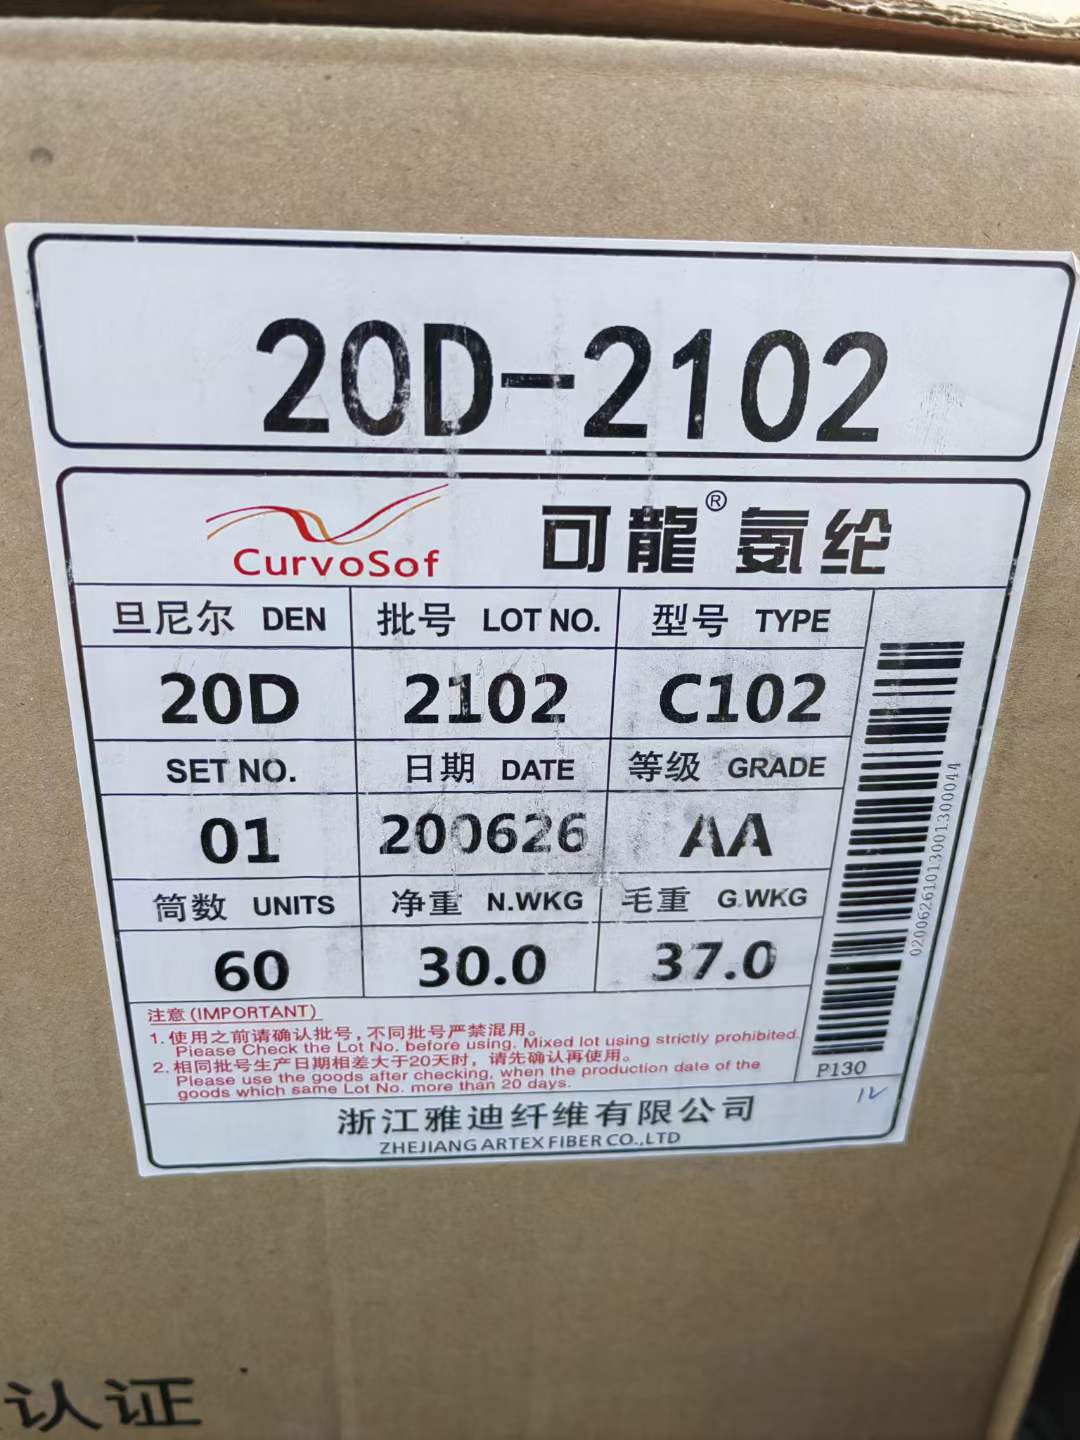 20D-2102
CurvoSof 可龍® 氨纶
旦尼尔 DEN 批号 LOT NO. 型号 TYPE
20D 2102 C102
SET NO. 日期 DATE 等级 GRADE
01 200626 AA
筒数 UNITS 净重 N.WKG 毛重 G.WKG
60 30.0 37.0
0200626101300130044
P130
注意 (IMPORTANT)
1. 使用之前请确认批号,不同批号严禁混用。
Please Check the Lot No. before using. Mixed lot using strictly prohibited.
2. 相同批号生产日期相差大于20天时,请先确认再使用。
Please use the goods after checking, when the production date of the
goods which same Lot No. more than 20 days.
浙江雅迪纤维有限公司
ZHEJIANG ARTEX FIBER CO.,LTD
认证